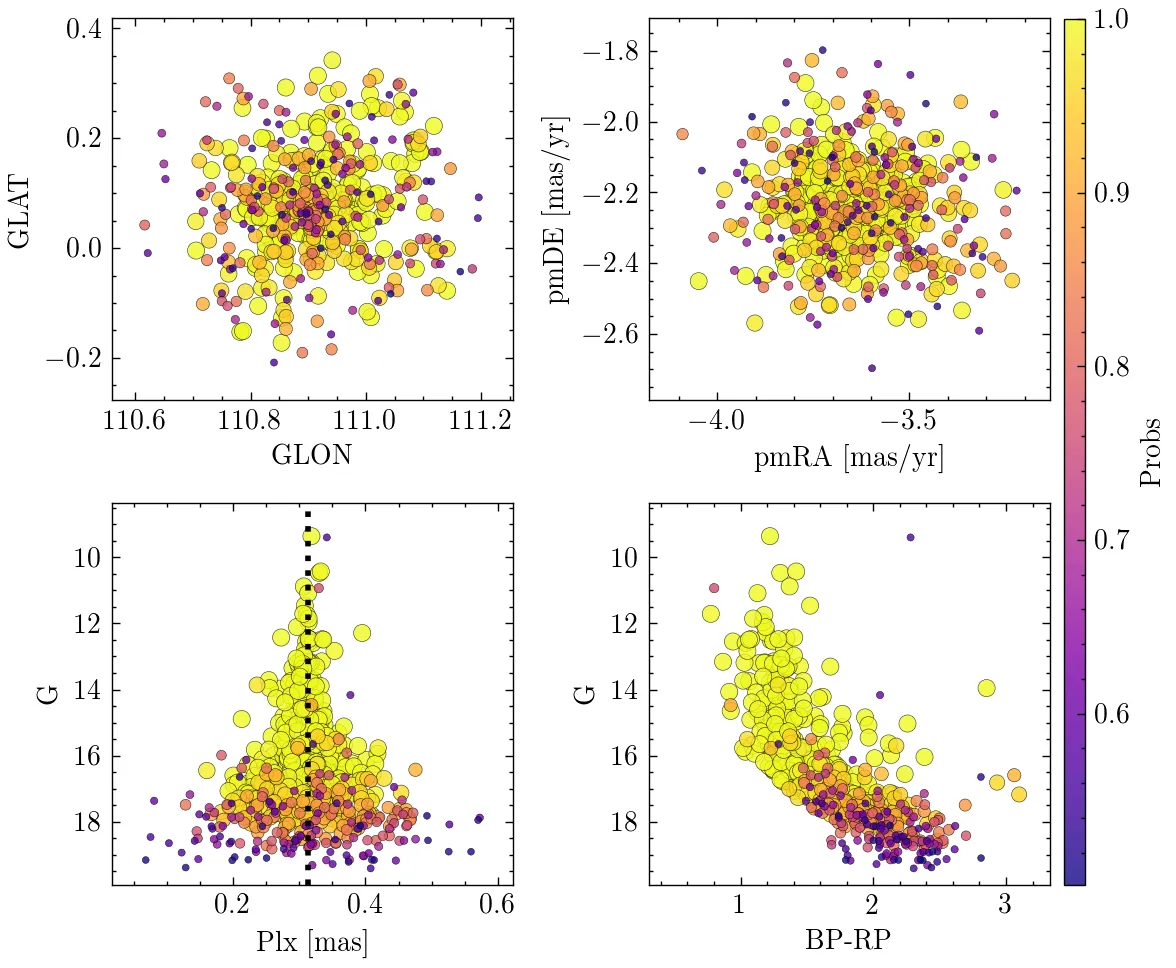 0.4
0.2
0.0
−0.2
GLAT
110.6 110.8 111.0 111.2
GLON
−1.8
−2.0
−2.2
−2.4
−2.6
pmDE [mas/yr]
−4.0 −3.5
pmRA [mas/yr]
10
12
14
16
18
G
0.2 0.4 0.6
Plx [mas]
10
12
14
16
18
G
1 2 3
BP-RP
1.0
0.9
0.8
0.7
0.6
Probs